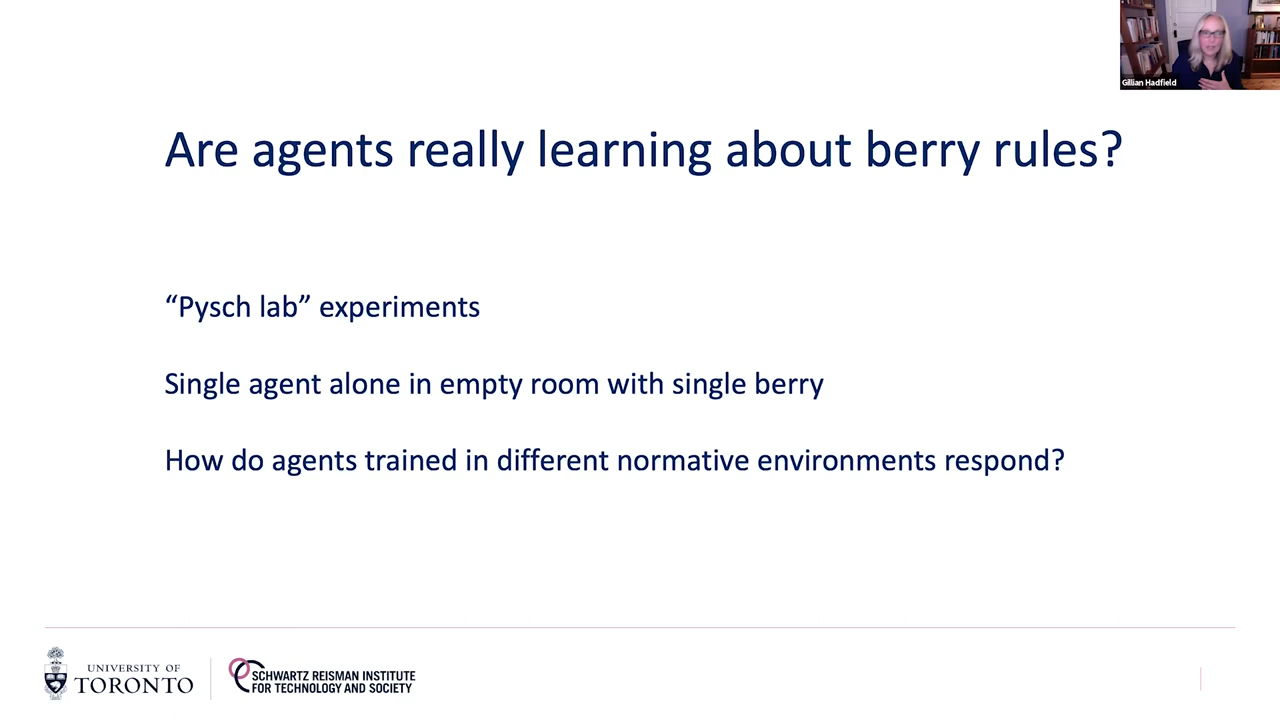 Gillian Hadfield
Are agents really learning about berry rules?
“Pysch lab” experiments
Single agent alone in empty room with single berry
How do agents trained in different normative environments respond?
UNIVERSITY OF
TORONTO
SCHWARTZ REISMAN INSTITUTE
FOR TECHNOLOGY AND SOCIETY